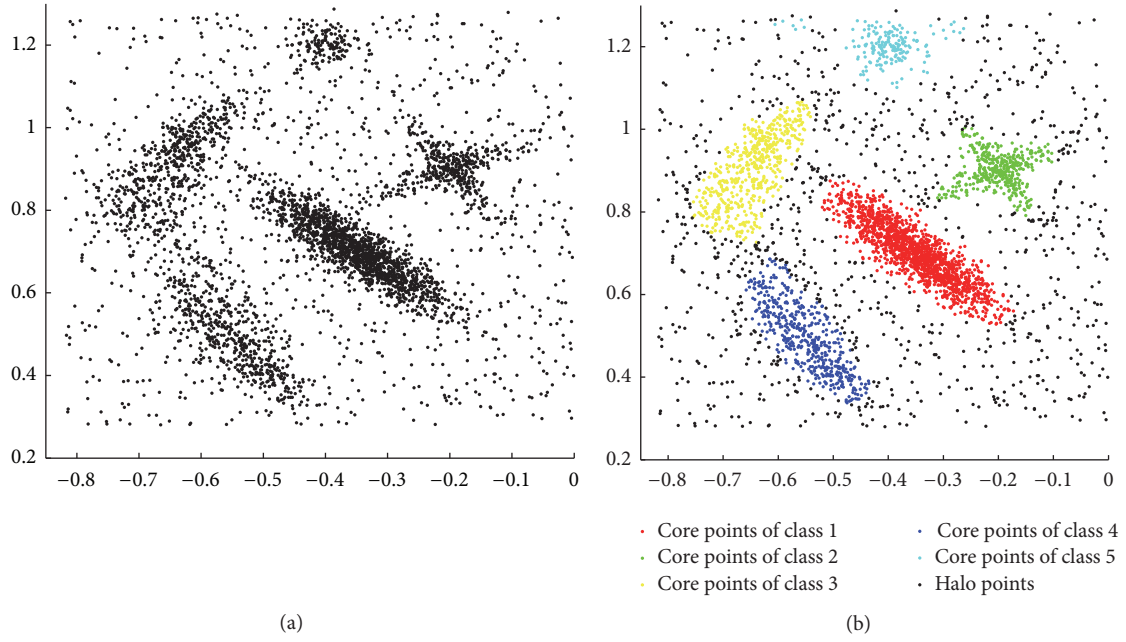 1.2
1
0.8
0.6
0.4
0.2
−0.8 −0.7 −0.6 −0.5 −0.4 −0.3 −0.2 −0.1 0
(a)
1.2
1
0.8
0.6
0.4
0.2
−0.8 −0.7 −0.6 −0.5 −0.4 −0.3 −0.2 −0.1 0
Core points of class 1
Core points of class 2
Core points of class 3
Core points of class 4
Core points of class 5
Halo points
(b)